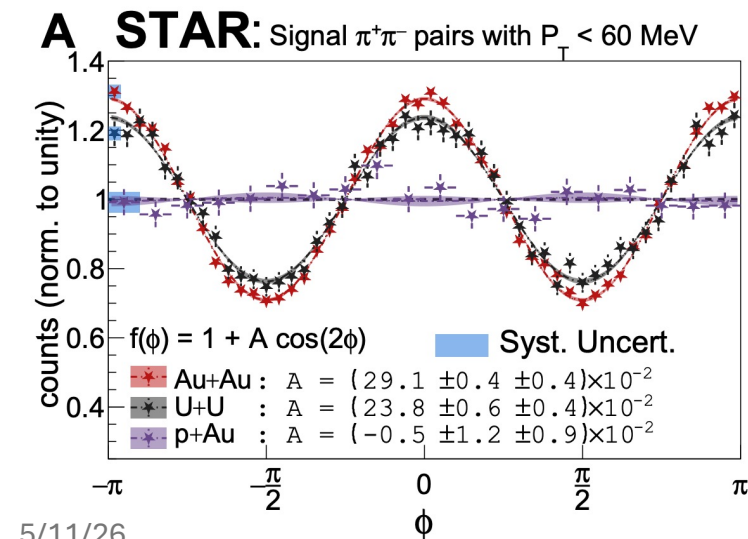 A STAR: Signal π⁺π⁻ pairs with P_T < 60 MeV
counts (norm. to unity)
1.4
1.2
1
0.8
0.6
0.4
f(ϕ) = 1 + A cos(2ϕ)
Syst. Uncert.
Au+Au : A = (29.1 ±0.4 ±0.4)×10⁻²
U+U : A = (23.8 ±0.6 ±0.4)×10⁻²
p+Au : A = (-0.5 ±1.2 ±0.9)×10⁻²
−π −π/2 0 π/2 π
ϕ
5/11/26